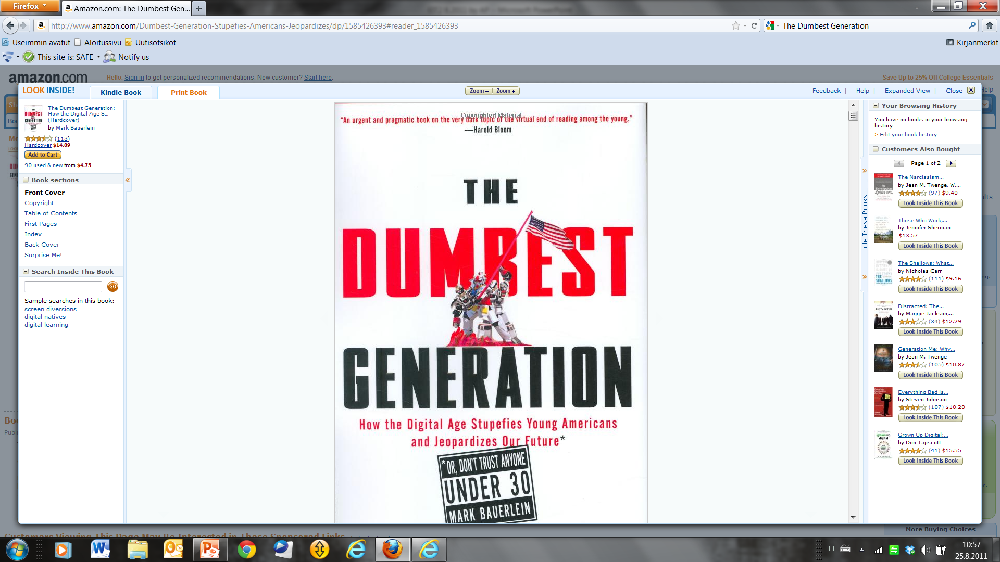 Firefox
Amazon.com: The Dumbest Gen...
http://www.amazon.com/Dumbest-Generation-Stupefies-Americans-Jeopardizes/dp/1585426393#reader_1585426393
The Dumbest Generation
Useimmin avatut
Aloitussivu
Uutisotsikot
Kirjanmerkit
This site is: SAFE
Notify us
amazon.com
Hello. Sign in to get personalized recommendations. New customer? Start here.
Save Up to 25% Off College Essentials
LOOK INSIDE!
Kindle Book
Print Book
Zoom –
Zoom +
Feedback |
Help |
Expanded View |
Close
Help
The Dumbest Generation:
How the Digital Age S...
(Hardcover)
by Mark Bauerlein
(113)
Hardcover $14.89
Add to Cart
90 used & new from $4.75
Book sections
Front Cover
Copyright
Table of Contents
First Pages
Index
Back Cover
Surprise Me!
Search Inside This Book
GO
Sample searches in this book:
screen diversions
digital natives
digital learning
Copyrighted Material
“An urgent and pragmatic book on the very dark topic of the virtual end of reading among the young.”
—Harold Bloom
THE
DUMBEST
GENERATION
How the Digital Age Stupefies Young Americans
and Jeopardizes Our Future*
*OR, DON'T TRUST ANYONE
UNDER 30
MARK BAUERLEIN
Hide These Books
Your Browsing History
You have no books in your browsing
history
> Edit your book history
Customers Also Bought
Page 1 of 2
The Narcissism...
by Jean M. Twenge, W....
(97) $9.40
Look Inside This Book
Those Who Work,...
by Jennifer Sherman
$13.57
Look Inside This Book
The Shallows: What...
by Nicholas Carr
(111) $9.16
Look Inside This Book
Distracted: The...
by Maggie Jackson,...
(34) $12.29
Look Inside This Book
Generation Me: Why...
by Jean M. Twenge
(105) $10.87
Look Inside This Book
Everything Bad is...
by Steven Johnson
(107) $10.20
Look Inside This Book
Grown Up Digital:...
by Don Tapscott
(41) $15.55
Look Inside This Book
Customers Viewing This Page May Be Interested in These Sponsored Links
More Buying Choices
FI
10:57
25.8.2011